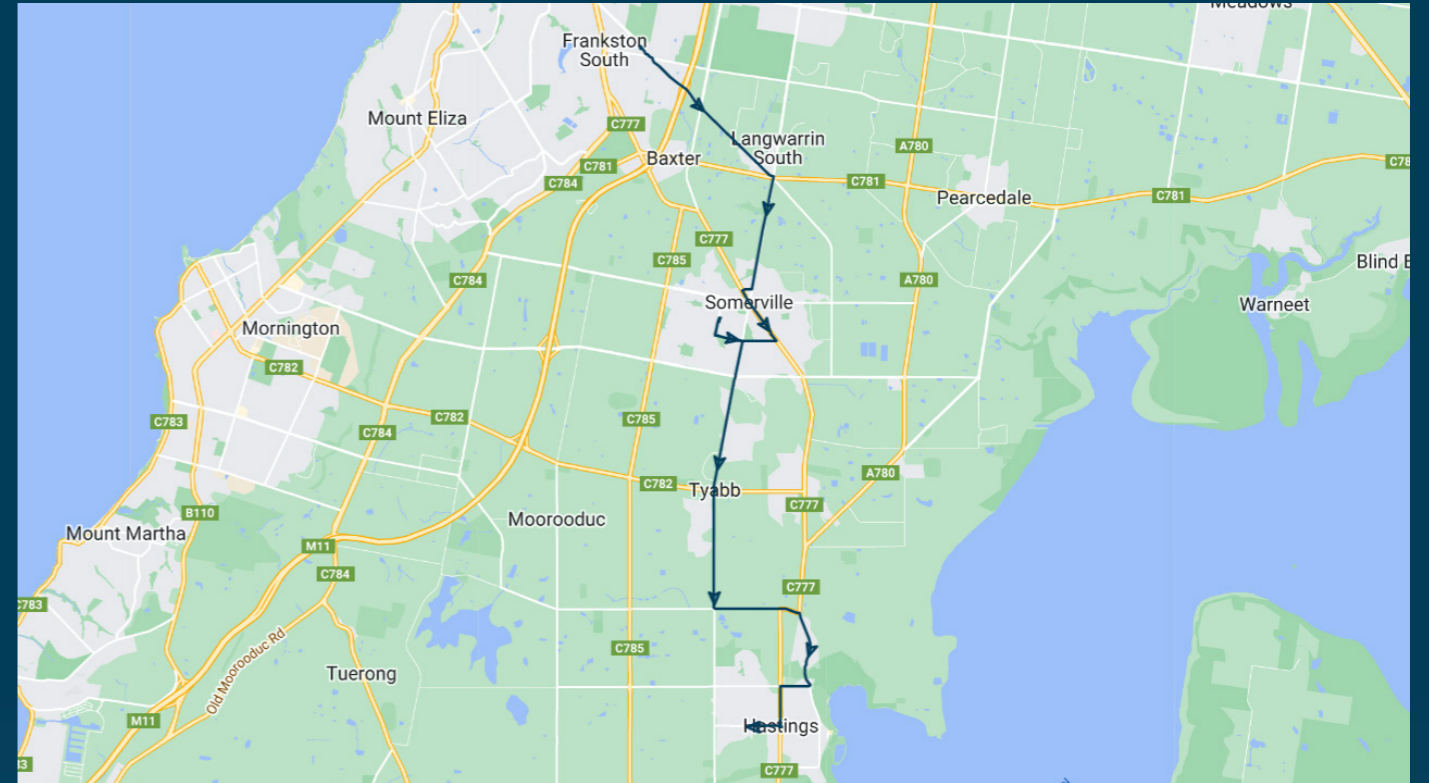 Meadows
Frankston
South
Mount Eliza
C777
Langwarrin
South
A780
Baxter
C781
C784
C78
C781
Pearcedale
C781
C777
C785
Blind B
C784
A780
Somerville
Warneet
Mornington
C782
C783
C782
C785
C784
A780
C782
Tyabb
C777
B110
Moorooduc
Mount Martha
M11
C784
C777
C783
Old Moorooduc Rd
C785
Tuerong
M11
Hastings
C777